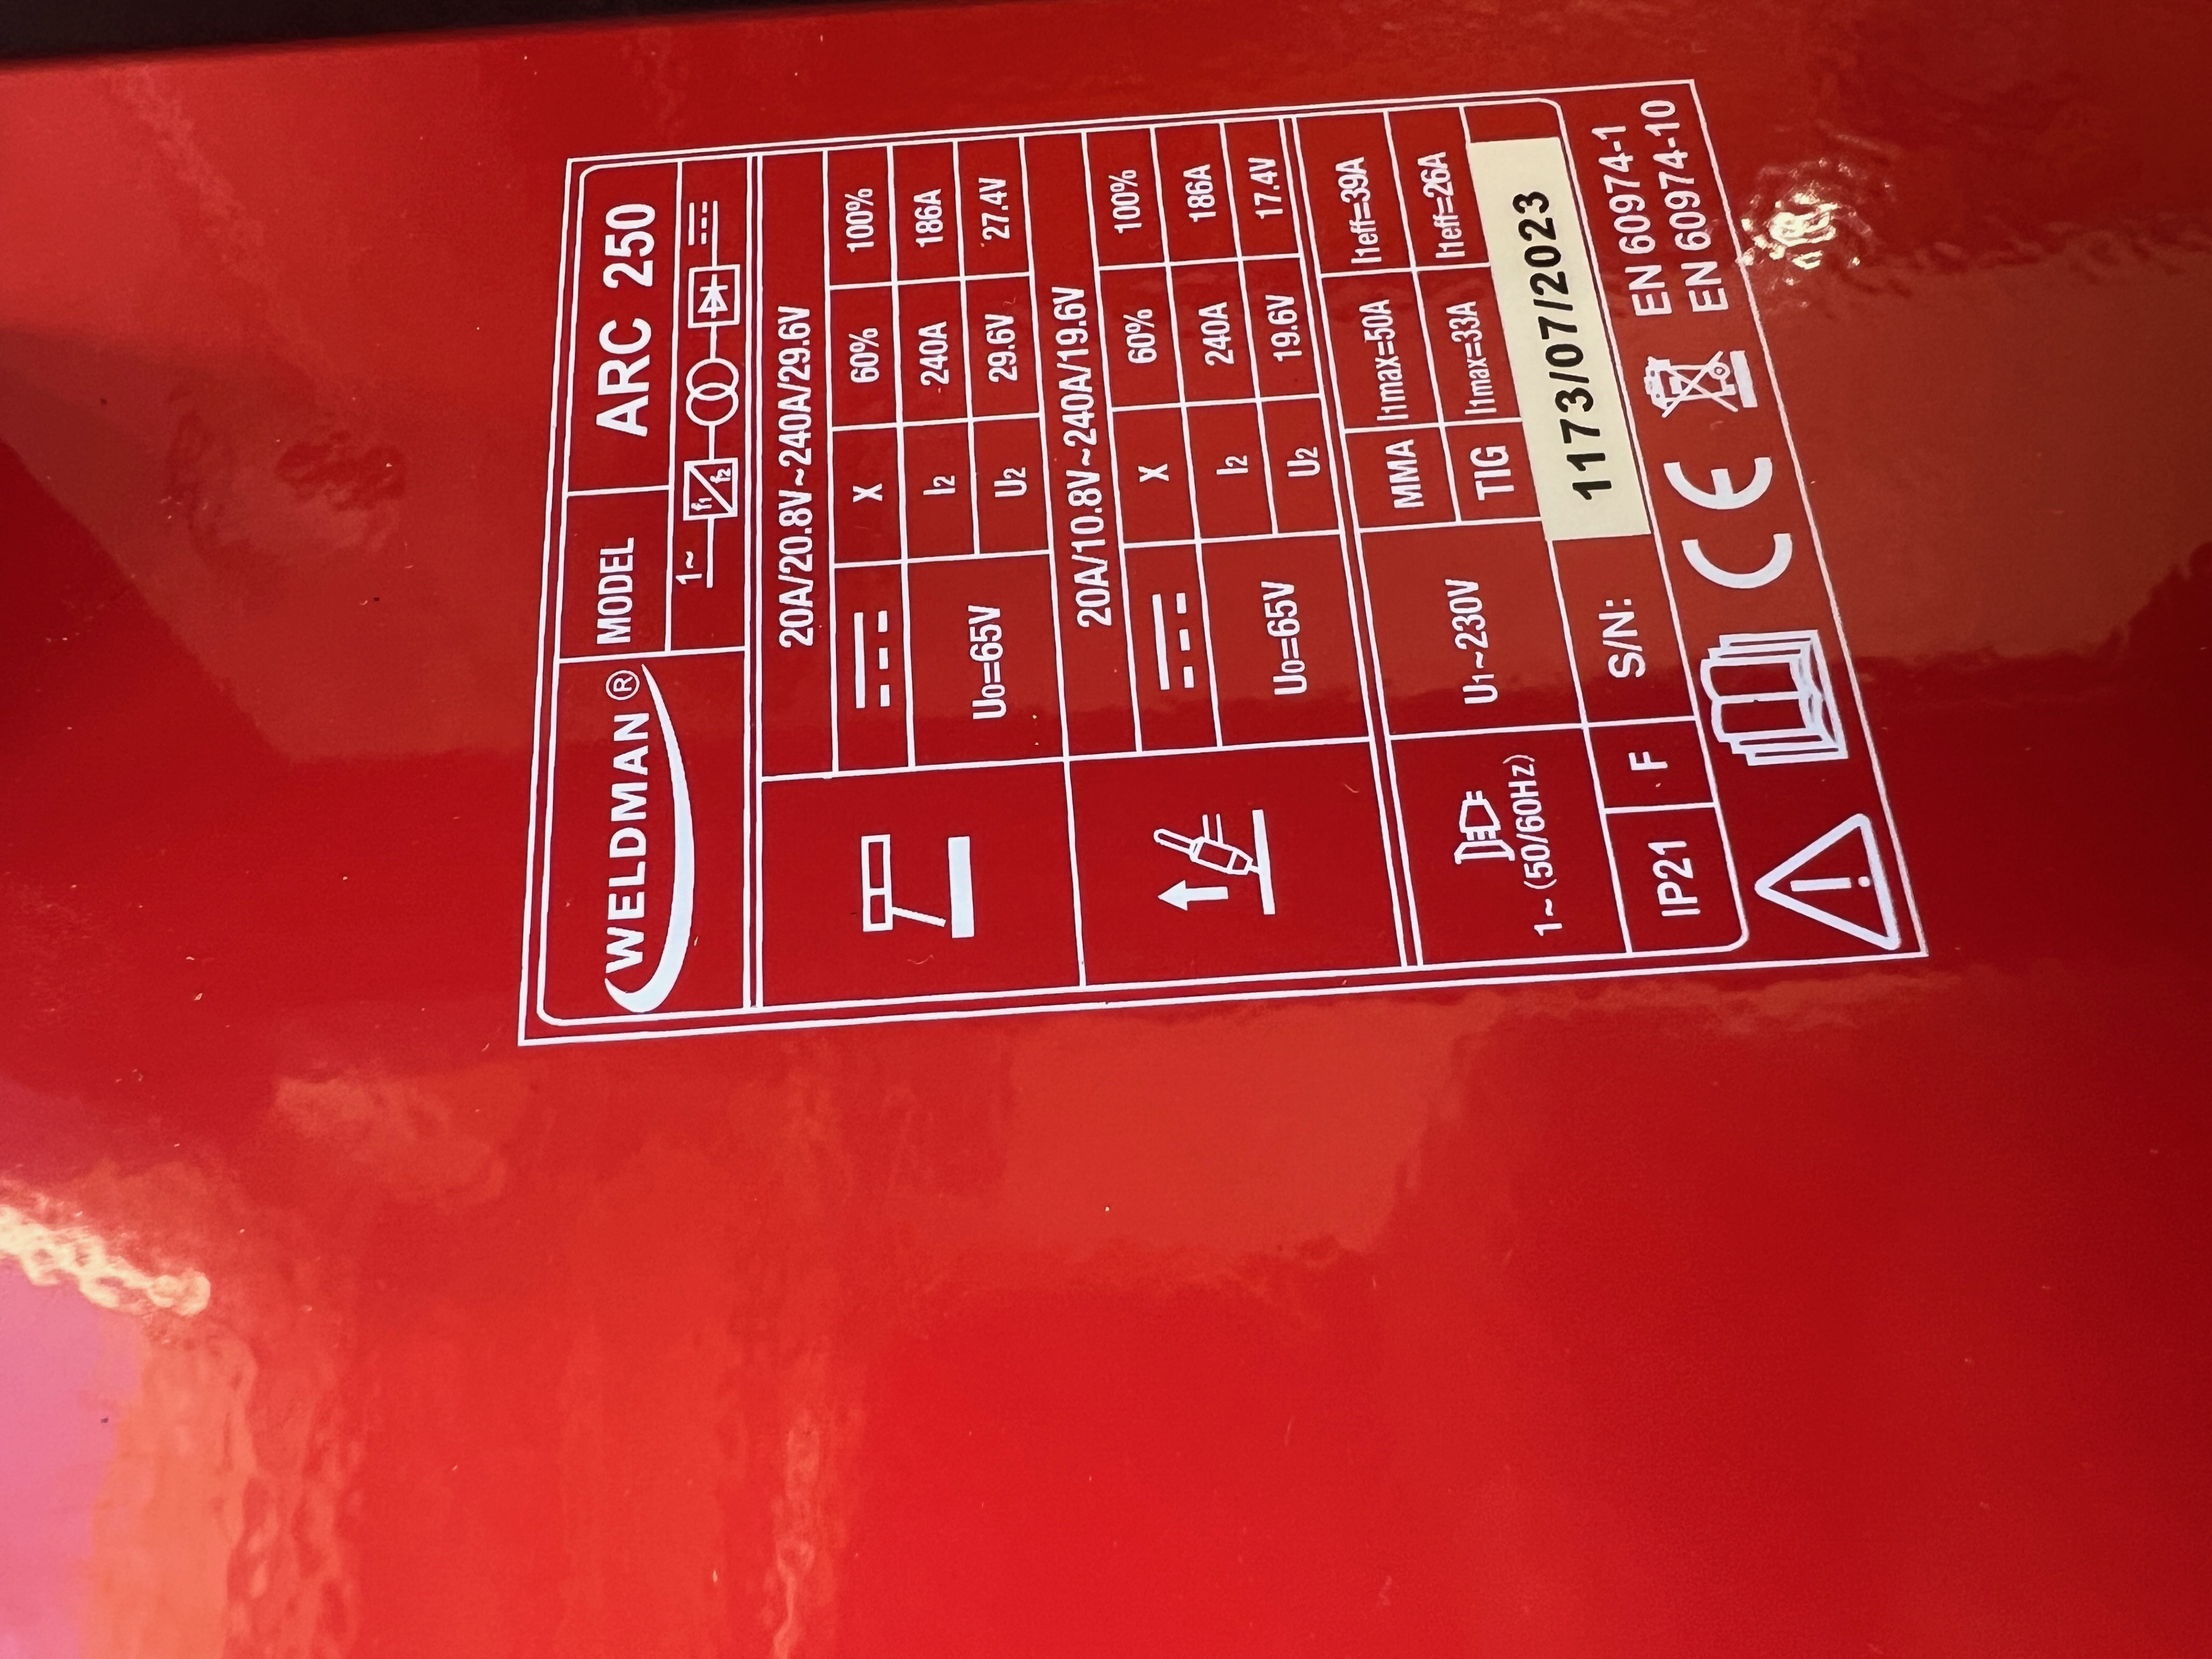 WELDMAN® MODEL ARC 250
1~ f1 f2
20A/20.8V~240A/29.6V
X 60% 100%
U0=65V I2 240A 186A
U2 29.6V 27.4V
20A/10.8V~240A/19.6V
X 60% 100%
U0=65V I2 240A 186A
U2 19.6V 17.4V
1~(50/60Hz) U1~230V MMA I1max=50A I1eff=39A
TIG I1max=33A I1eff=26A
IP21 F S/N: 1173/07/2023
CE EN 60974-1
EN 60974-10